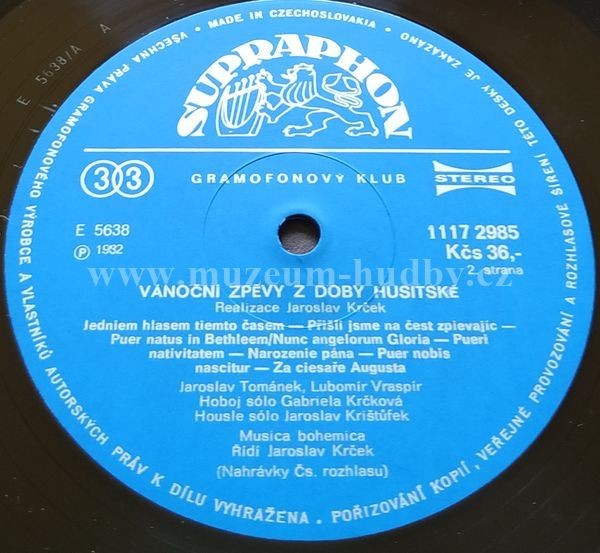 E 5638/A A
VŠECHNA PRÁVA GRAMOFONOVÉHO VÝROBCE A VLASTNÍKŮ AUTORSKÝCH PRÁV K DÍLU VYHRAŽENA • POŘIZOVÁNÍ KOPIÍ, VEŘEJNÉ PROVOZOVÁNÍ A ROZHLASOVÉ ŠÍŘENÍ TÉTO DESKY JE ZAKÁZÁNO • MADE IN CZECHOSLOVAKIA •
SUPRAPHON
33 GRAMOFONOVÝ KLUB STEREO
E 5638 1117 2985
Ⓟ 1982 Kčs 36,-
2. strana
www.muzeum-hudby.cz
VÁNOČNÍ ZPĚVY Z DOBY HUSITSKÉ
Realizace Jaroslav Krček
Jedniem hlasem tiemto časem — Přišli jsme na čest zpievajíc —
Puer natus in Bethleem/Nunc angelorum Gloria — Pueri
nativitatem — Narozenie pána — Puer nobis
nascitur — Za ciesaře Augusta
Jaroslav Tománek, Lubomír Vraspír
Hoboj sólo Gabriela Krčková
Housle sólo Jaroslav Krištůfek
Musica bohemica
Řídí Jaroslav Krček
(Nahrávky Čs. rozhlasu)